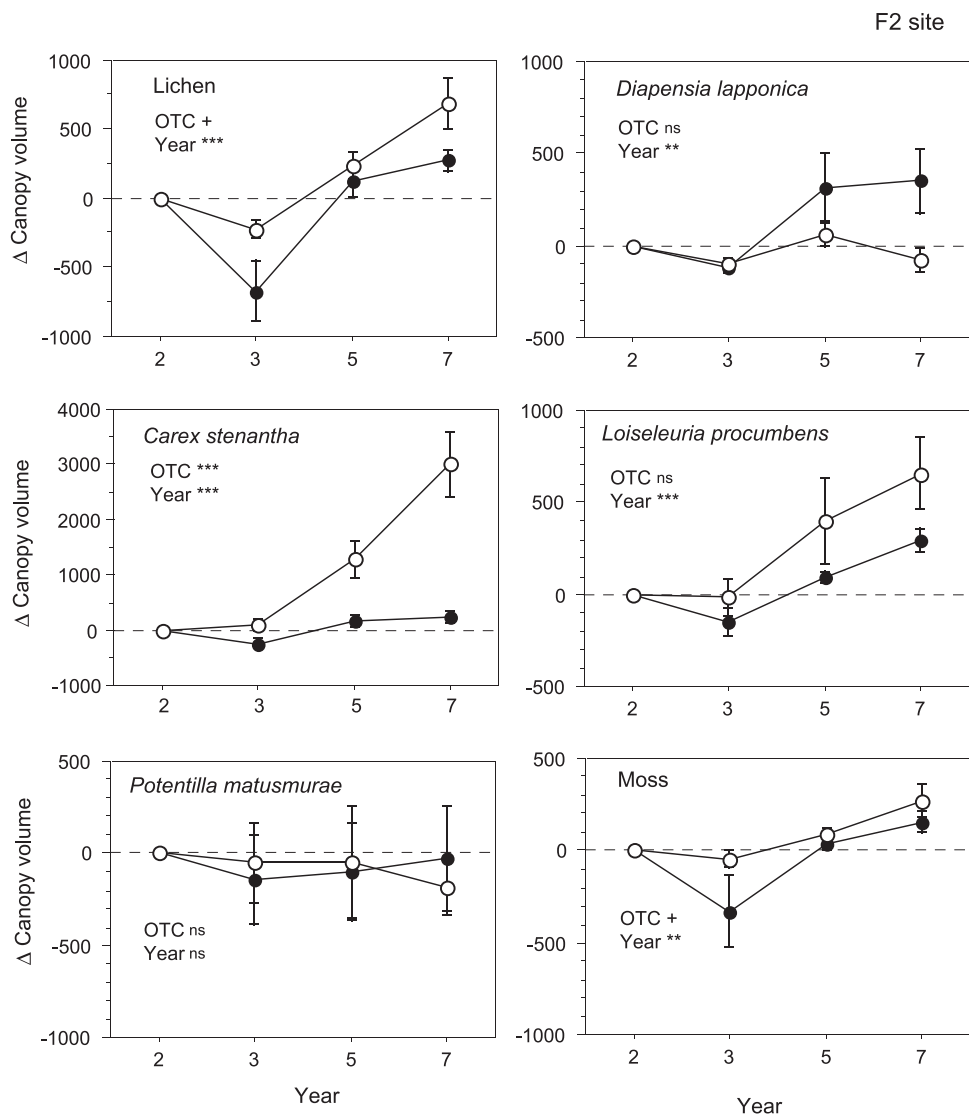 F2 site
Δ Canopy volume
1000
500
0
-500
-1000
Lichen
OTC +
Year ***
2 3 5 7
1000
500
0
-500
Diapensia lapponica
OTC ns
Year **
2 3 5 7
Δ Canopy volume
4000
3000
2000
1000
0
-1000
Carex stenantha
OTC ***
Year ***
2 3 5 7
1000
500
0
-500
Loiseleuria procumbens
OTC ns
Year ***
2 3 5 7
Δ Canopy volume
500
0
-500
-1000
Potentilla matusmurae
OTC ns
Year ns
2 3 5 7
Year
500
0
-500
-1000
Moss
OTC +
Year **
2 3 5 7
Year